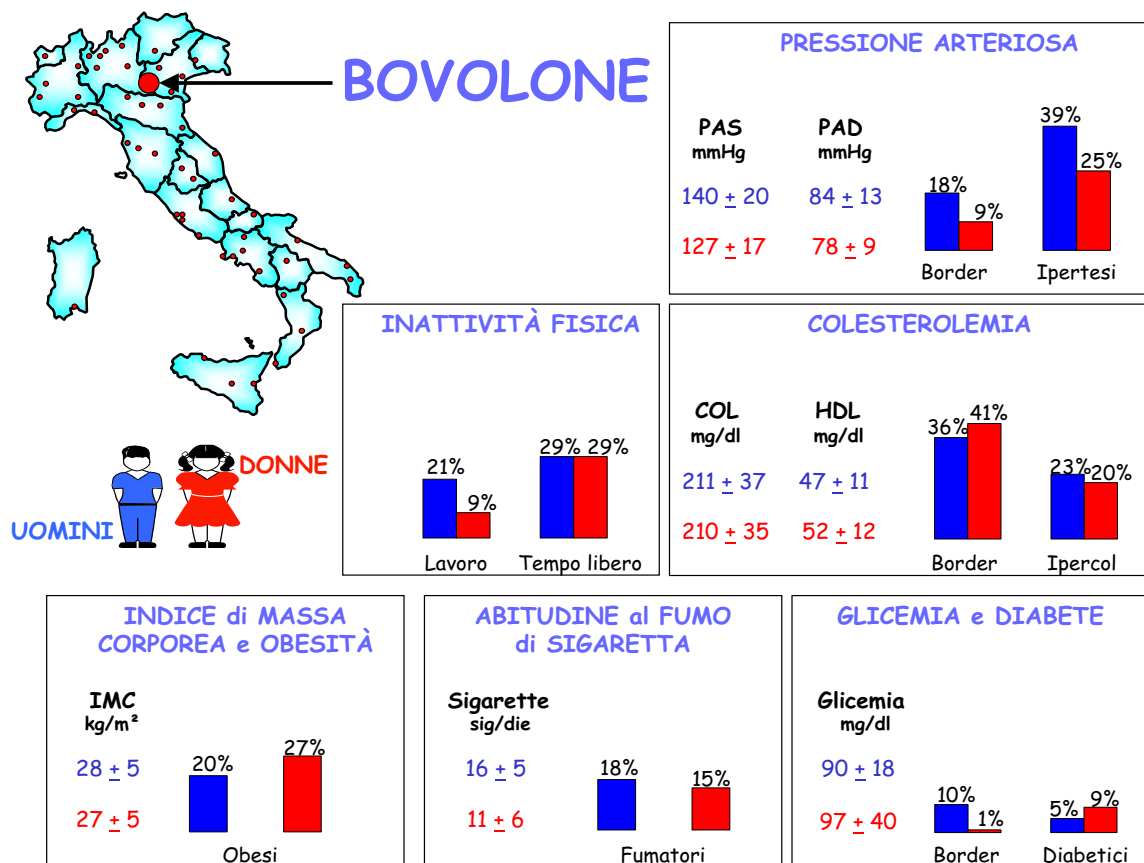 BOVOLONE
PRESSIONE ARTERIOSA
PAS
mmHg
PAD
mmHg
140 ± 20
84 ± 13
127 ± 17
78 ± 9
18%
9%
39%
25%
Border
Ipertesi
INATTIVITÀ FISICA
21%
9%
29%
29%
Lavoro
Tempo libero
COLESTEROLEMIA
COL
mg/dl
HDL
mg/dl
211 ± 37
47 ± 11
210 ± 35
52 ± 12
36%
41%
23%
20%
Border
Ipercol
DONNE
UOMINI
INDICE di MASSA
CORPOREA e OBESITÀ
IMC
kg/m²
28 ± 5
27 ± 5
20%
27%
Obesi
ABITUDINE al FUMO
di SIGARETTA
Sigarette
sig/die
16 ± 5
11 ± 6
18%
15%
Fumatori
GLICEMIA e DIABETE
Glicemia
mg/dl
90 ± 18
97 ± 40
10%
1%
5%
9%
Border
Diabetici